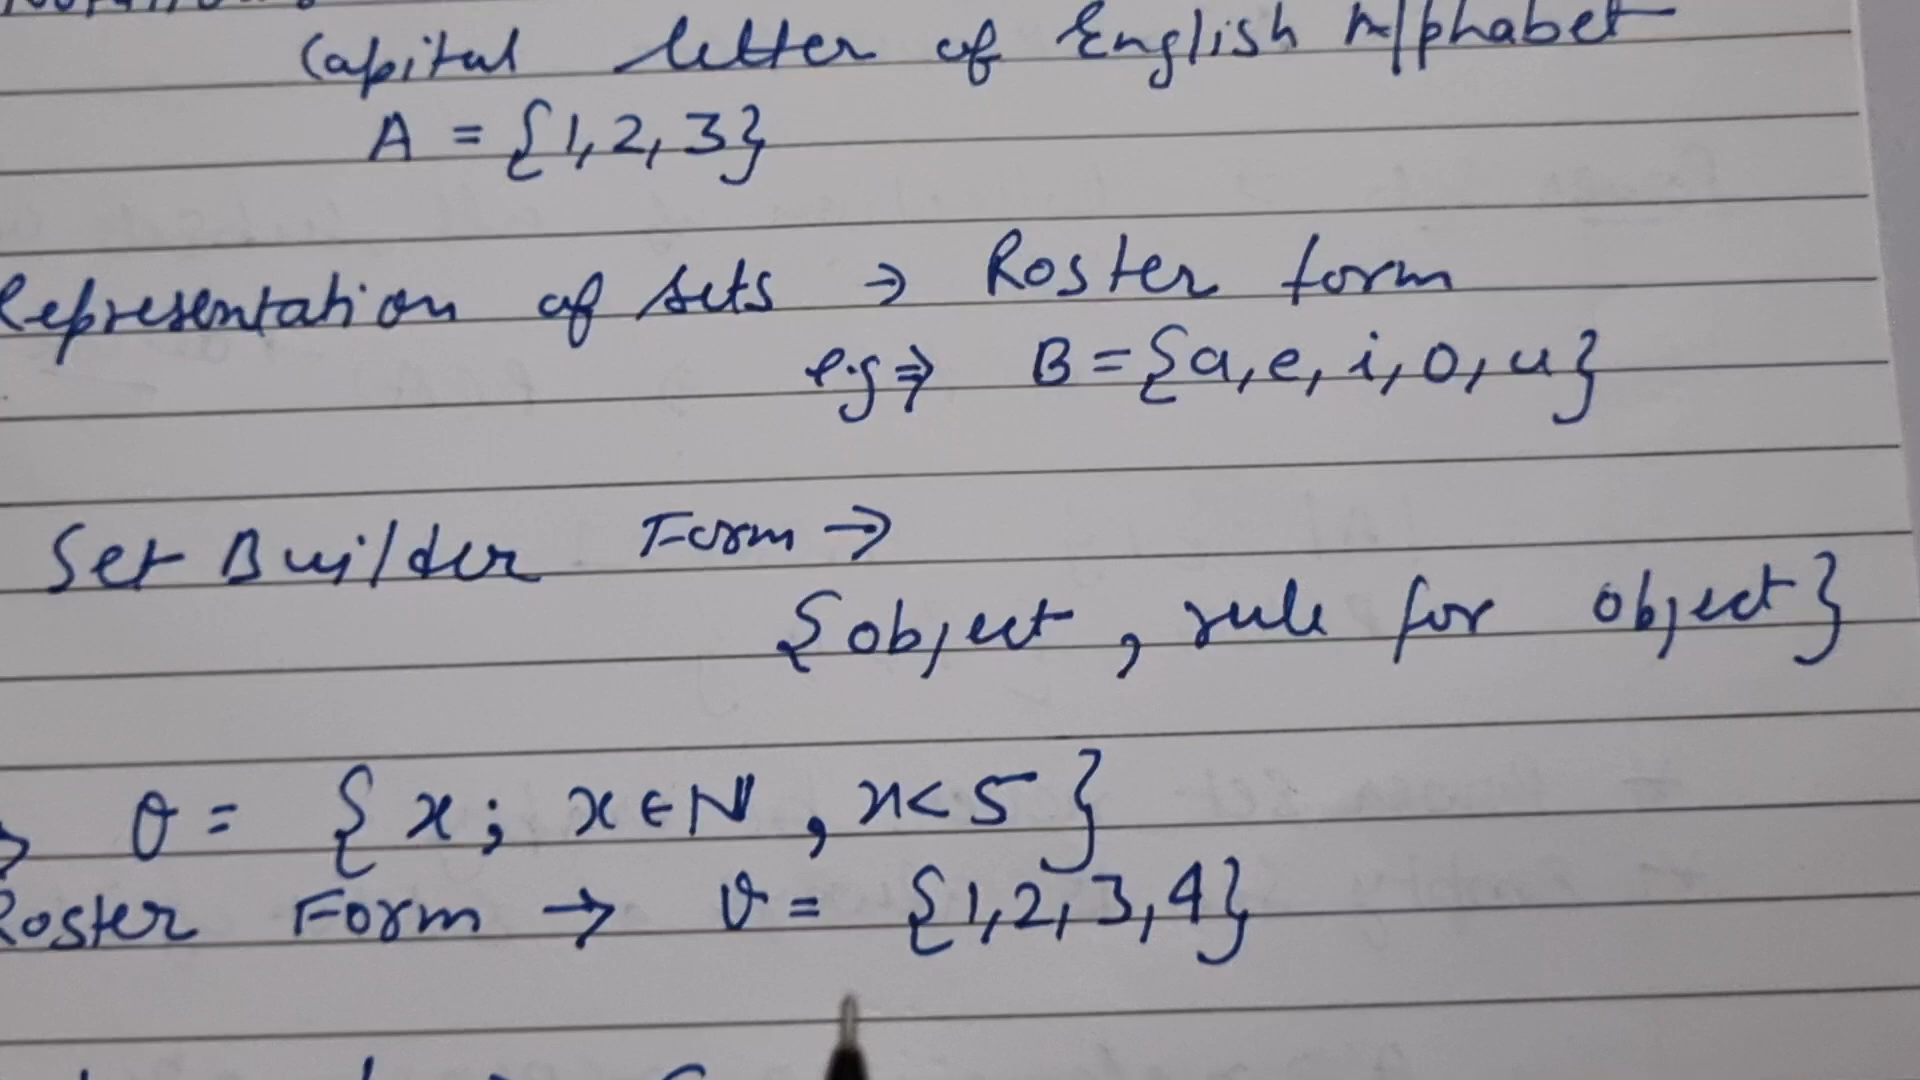 Capital letter of English Alphabet
A = {1, 2, 3}
Representation of sets → Roster form
e.g ⇒ B = {a, e, i, o, u}
Set Builder Form →
{object, rule for object}
θ = {x; x ∈ N, x < 5}
Roster Form → v = {1, 2, 3, 4}